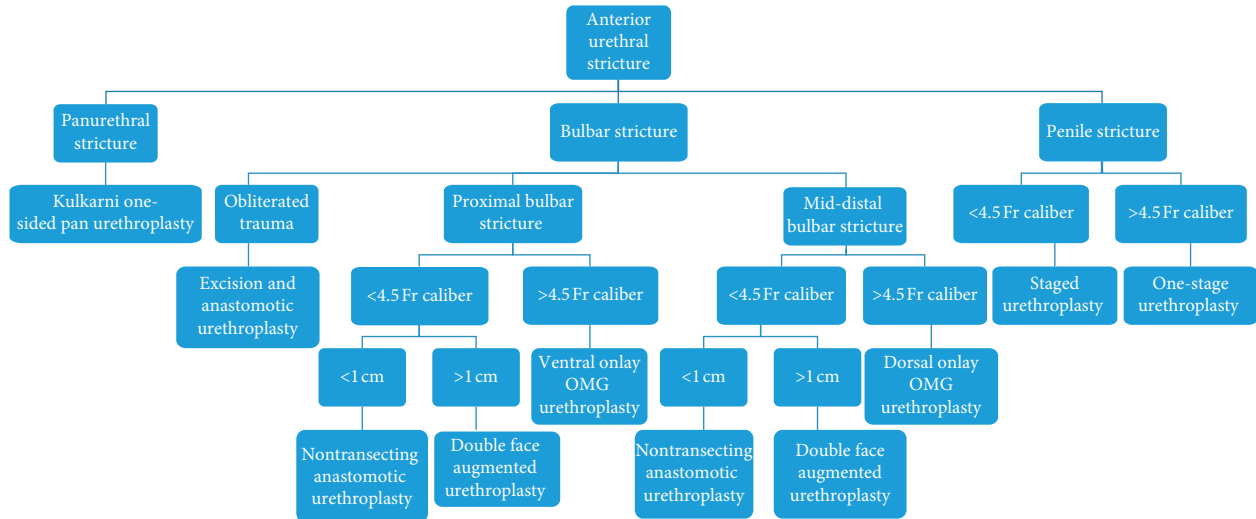 Anterior
urethral
stricture
Panurethral
stricture
Bulbar stricture
Penile stricture
Kulkarni one-
sided pan urethroplasty
Obliterated
trauma
Proximal bulbar
stricture
Mid-distal
bulbar stricture
<4.5 Fr caliber
>4.5 Fr caliber
Excision and
anastomotic
urethroplasty
<4.5 Fr caliber
>4.5 Fr caliber
<4.5 Fr caliber
>4.5 Fr caliber
Staged
urethroplasty
One-stage
urethroplasty
<1 cm
>1 cm
Ventral onlay
OMG
urethroplasty
<1 cm
>1 cm
Dorsal onlay
OMG
urethroplasty
Nontransecting
anastomotic
urethroplasty
Double face
augmented
urethroplasty
Nontransecting
anastomotic
urethroplasty
Double face
augmented
urethroplasty